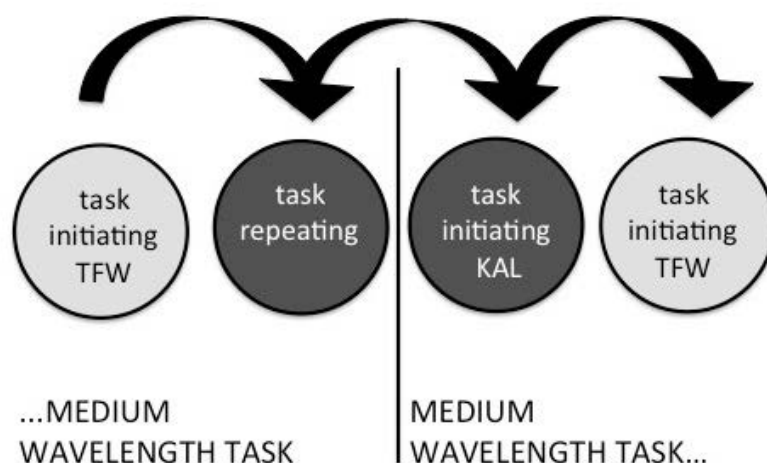 task
initiating
TFW
task
repeating
task
initiating
KAL
task
initiating
TFW
...MEDIUM
WAVELENGTH TASK
MEDIUM
WAVELENGTH TASK...